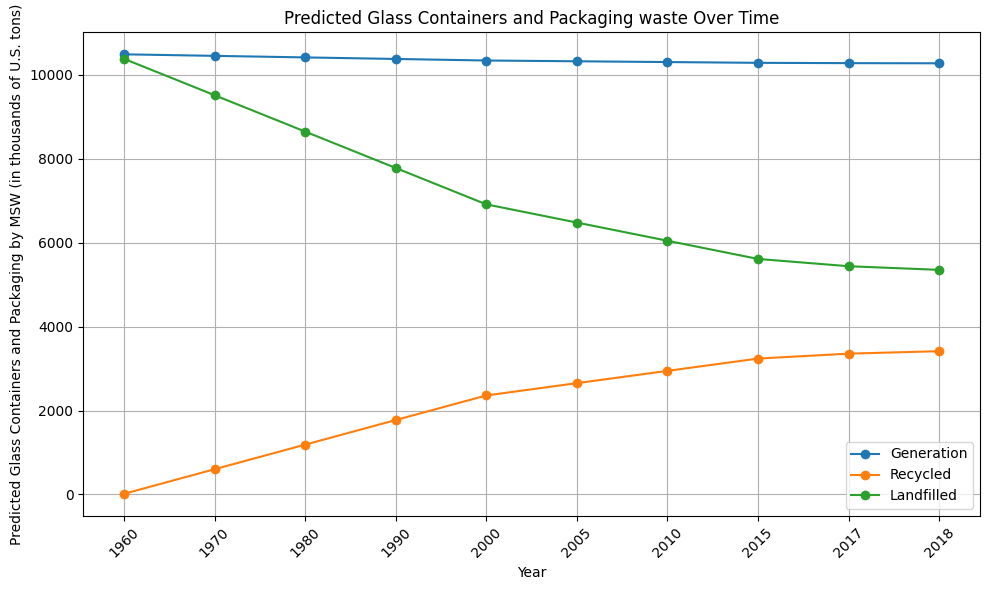 Predicted Glass Containers and Packaging waste Over Time
Predicted Glass Containers and Packaging by MSW (in thousands of U.S. tons)
10000
8000
6000
4000
2000
0
Generation
Recycled
Landfilled
1960 1970 1980 1990 2000 2005 2010 2015 2017 2018
Year